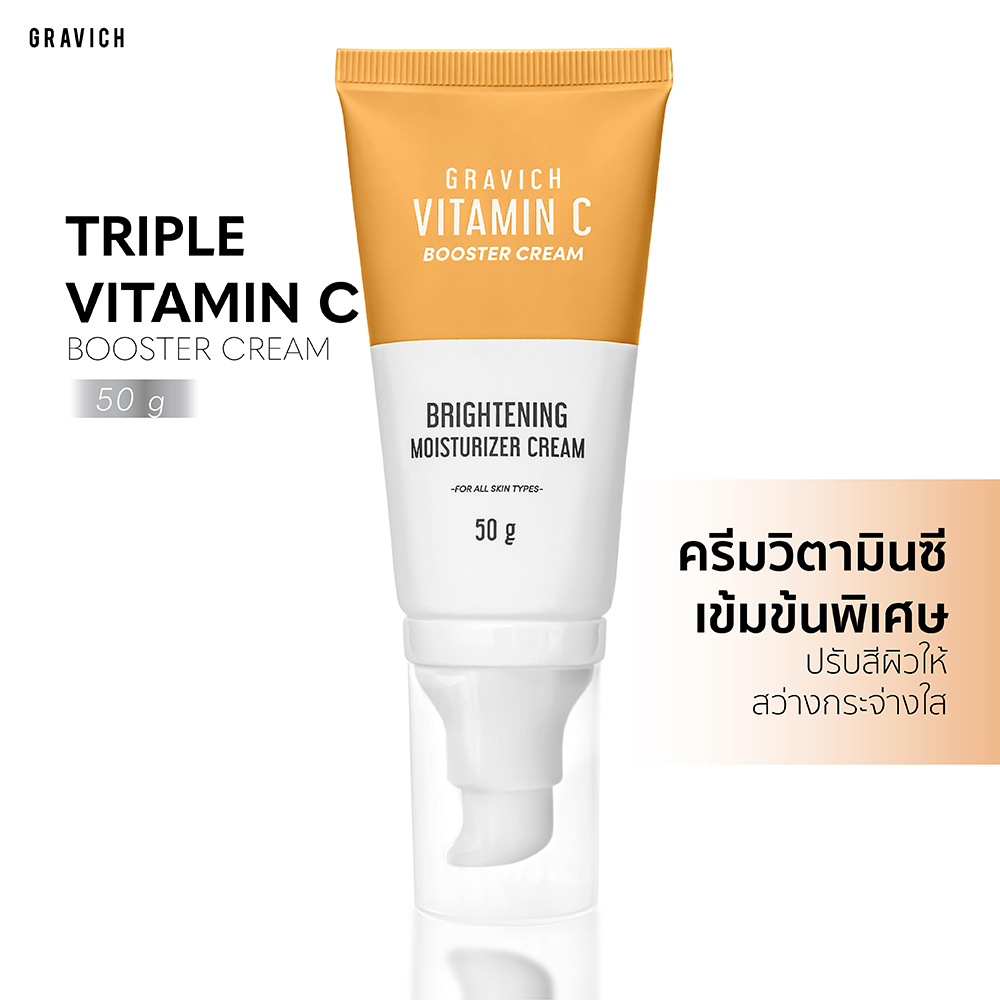 GRAVICH
TRIPLE
VITAMIN C
BOOSTER CREAM
50 g
GRAVICH
VITAMIN C
BOOSTER CREAM
BRIGHTENING
MOISTURIZER CREAM
-FOR ALL SKIN TYPES-
50 g
ครีมวิตามินซี
เข้มข้นพิเศษ
ปรับสีผิวให้
สว่างกระจ่างใส